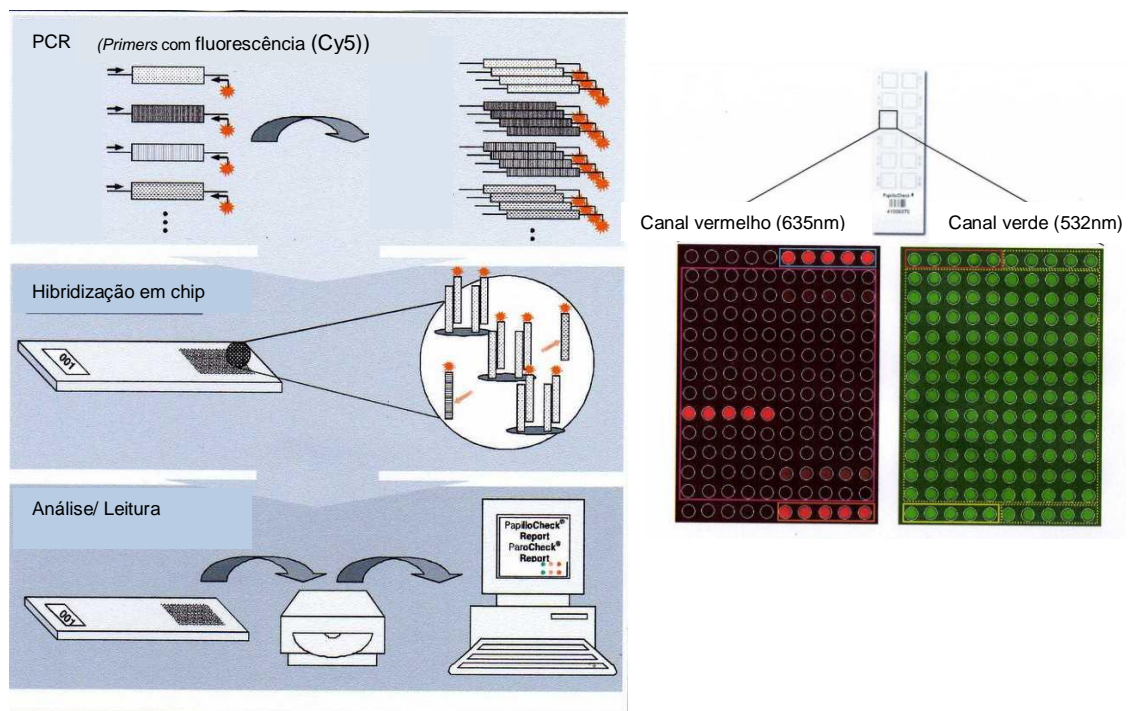 PCR (Primers com fluorescência (Cy5))
Hibridização em chip
001
Análise/ Leitura
001
PapilloCheck®
Report
ParoCheck®
Report
PapilloCheck®
Canal vermelho (635nm)
Canal verde (532nm)